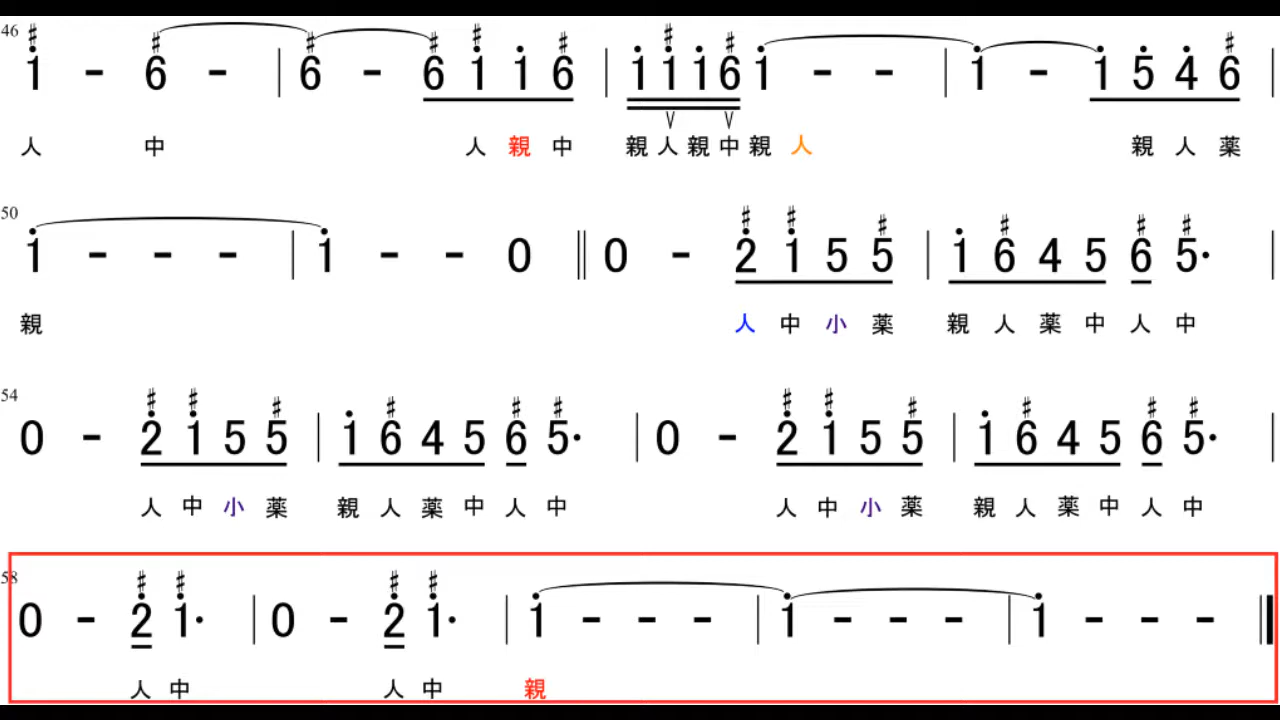 46
♯1 - ♯6 - | ♯6 - ♯6 ♯1 1 ♯6 | 1 ♯1 1 ♯6 1 - - | 1 - 1 5 4 ♯6 |
人 中 人 親 中 親 人 親 中 親 人 親 人 薬
50
1 - - - | 1 - - 0 || 0 - ♯2 ♯1 5 ♯5 | 1 ♯6 4 5 ♯6 ♯5· |
親 人 中 小 薬 親 人 薬 中 人 中
54
0 - ♯2 ♯1 5 ♯5 | 1 ♯6 4 5 ♯6 ♯5· | 0 - ♯2 ♯1 5 ♯5 | 1 ♯6 4 5 ♯6 ♯5· |
人 中 小 薬 親 人 薬 中 人 中 人 中 小 薬 親 人 薬 中 人 中
58
0 - ♯2 ♯1· | 0 - ♯2 ♯1· | 1 - - - | 1 - - - | 1 - - - ||
人 中 人 中 親